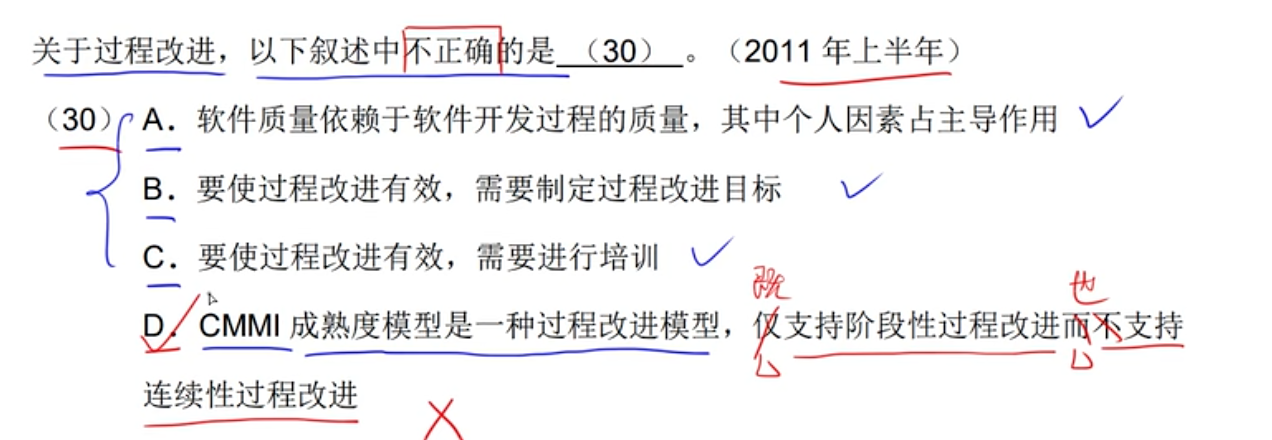 关于过程改进，以下叙述中不正确的是 （30） 。（2011 年上半年）
（30） A．软件质量依赖于软件开发过程的质量，其中个人因素占主导作用
B．要使过程改进有效，需要制定过程改进目标
C．要使过程改进有效，需要进行培训
既 也
D．CMMI 成熟度模型是一种过程改进模型，仅支持阶段性过程改进而不支持
连续性过程改进